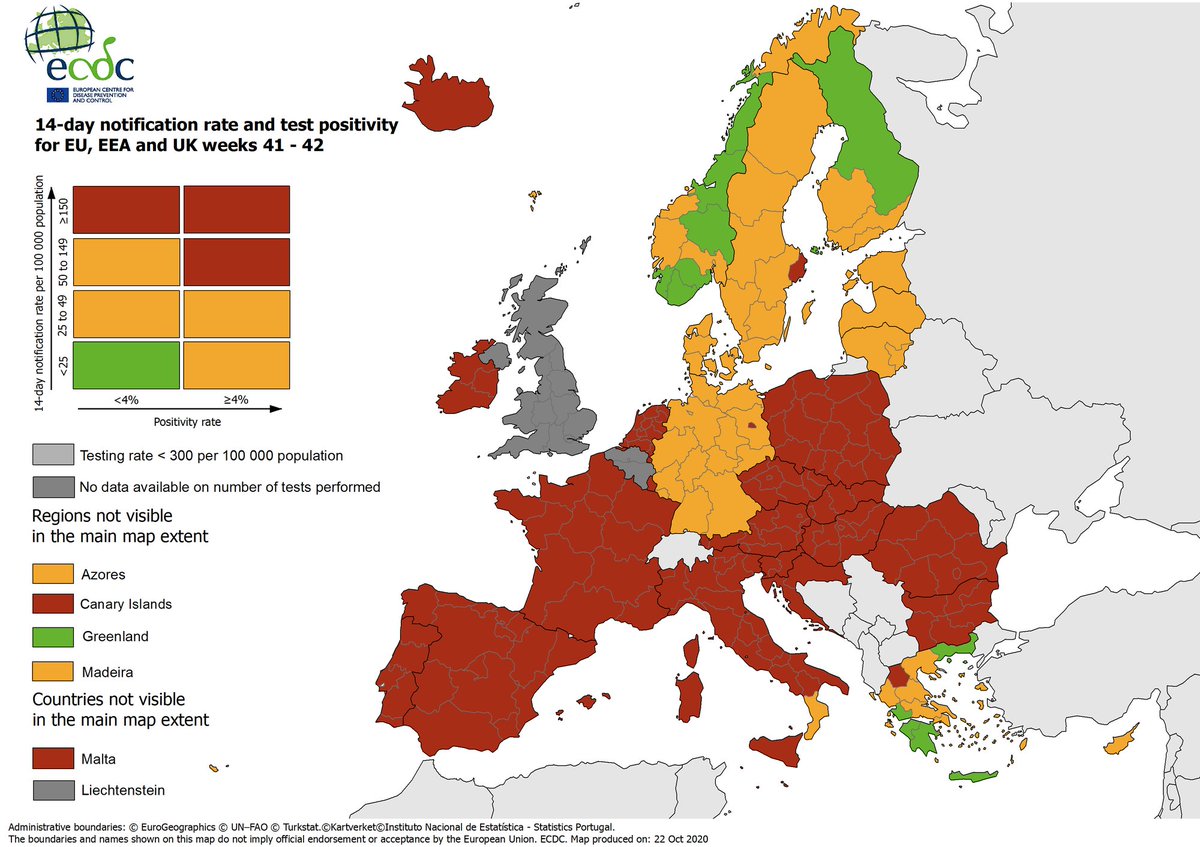 ecdc
EUROPEAN CENTRE FOR
DISEASE PREVENTION
AND CONTROL
14-day notification rate and test positivity
for EU, EEA and UK weeks 41 - 42
14-day notification rate per 100 000 population
≥150
50 to 149
25 to 49
<25
<4%
≥4%
Positivity rate
Testing rate < 300 per 100 000 population
No data available on number of tests performed
Regions not visible
in the main map extent
Azores
Canary Islands
Greenland
Madeira
Countries not visible
in the main map extent
Malta
Liechtenstein
Administrative boundaries: © EuroGeographics © UN–FAO © Turkstat.©Kartverket©Instituto Nacional de Estatística - Statistics Portugal.
The boundaries and names shown on this map do not imply official endorsement or acceptance by the European Union. ECDC. Map produced on: 22 Oct 2020